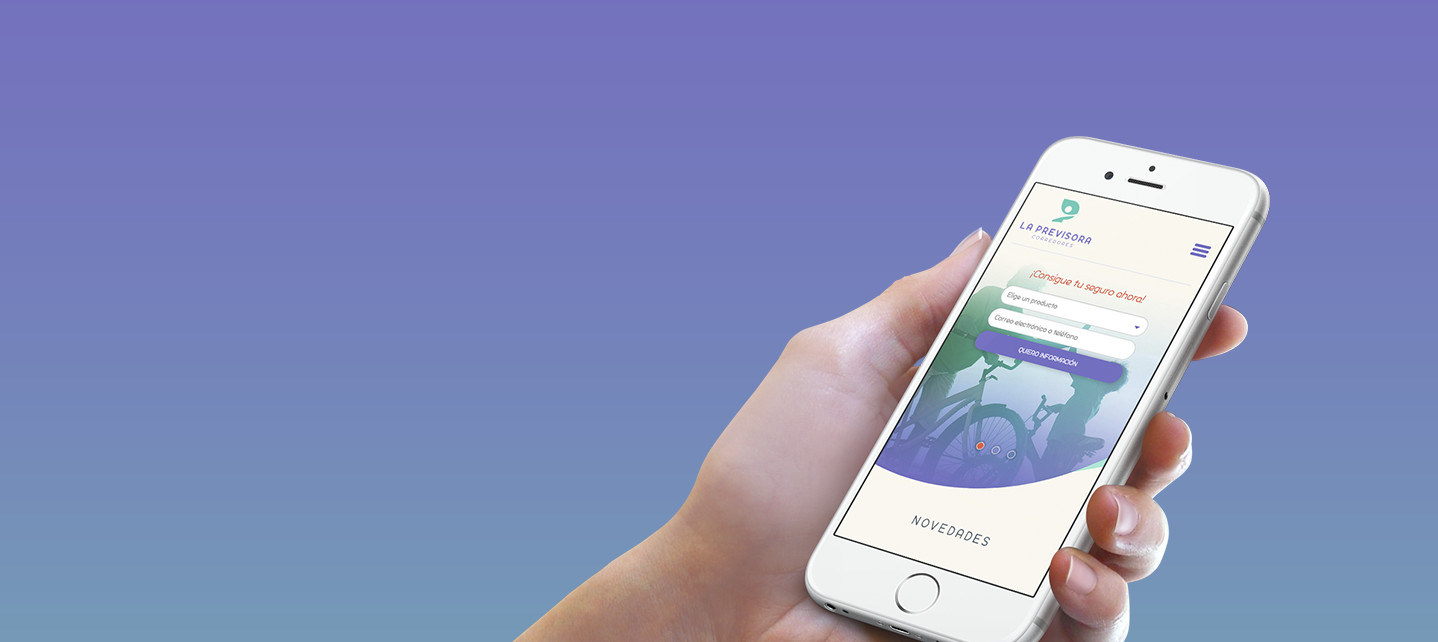 LA PREVISORA
CORREDORES
¡Consigue tu seguro ahora!
Elige un producto
Correo electrónico o teléfono
QUIERO INFORMACIÓN
NOVEDADES